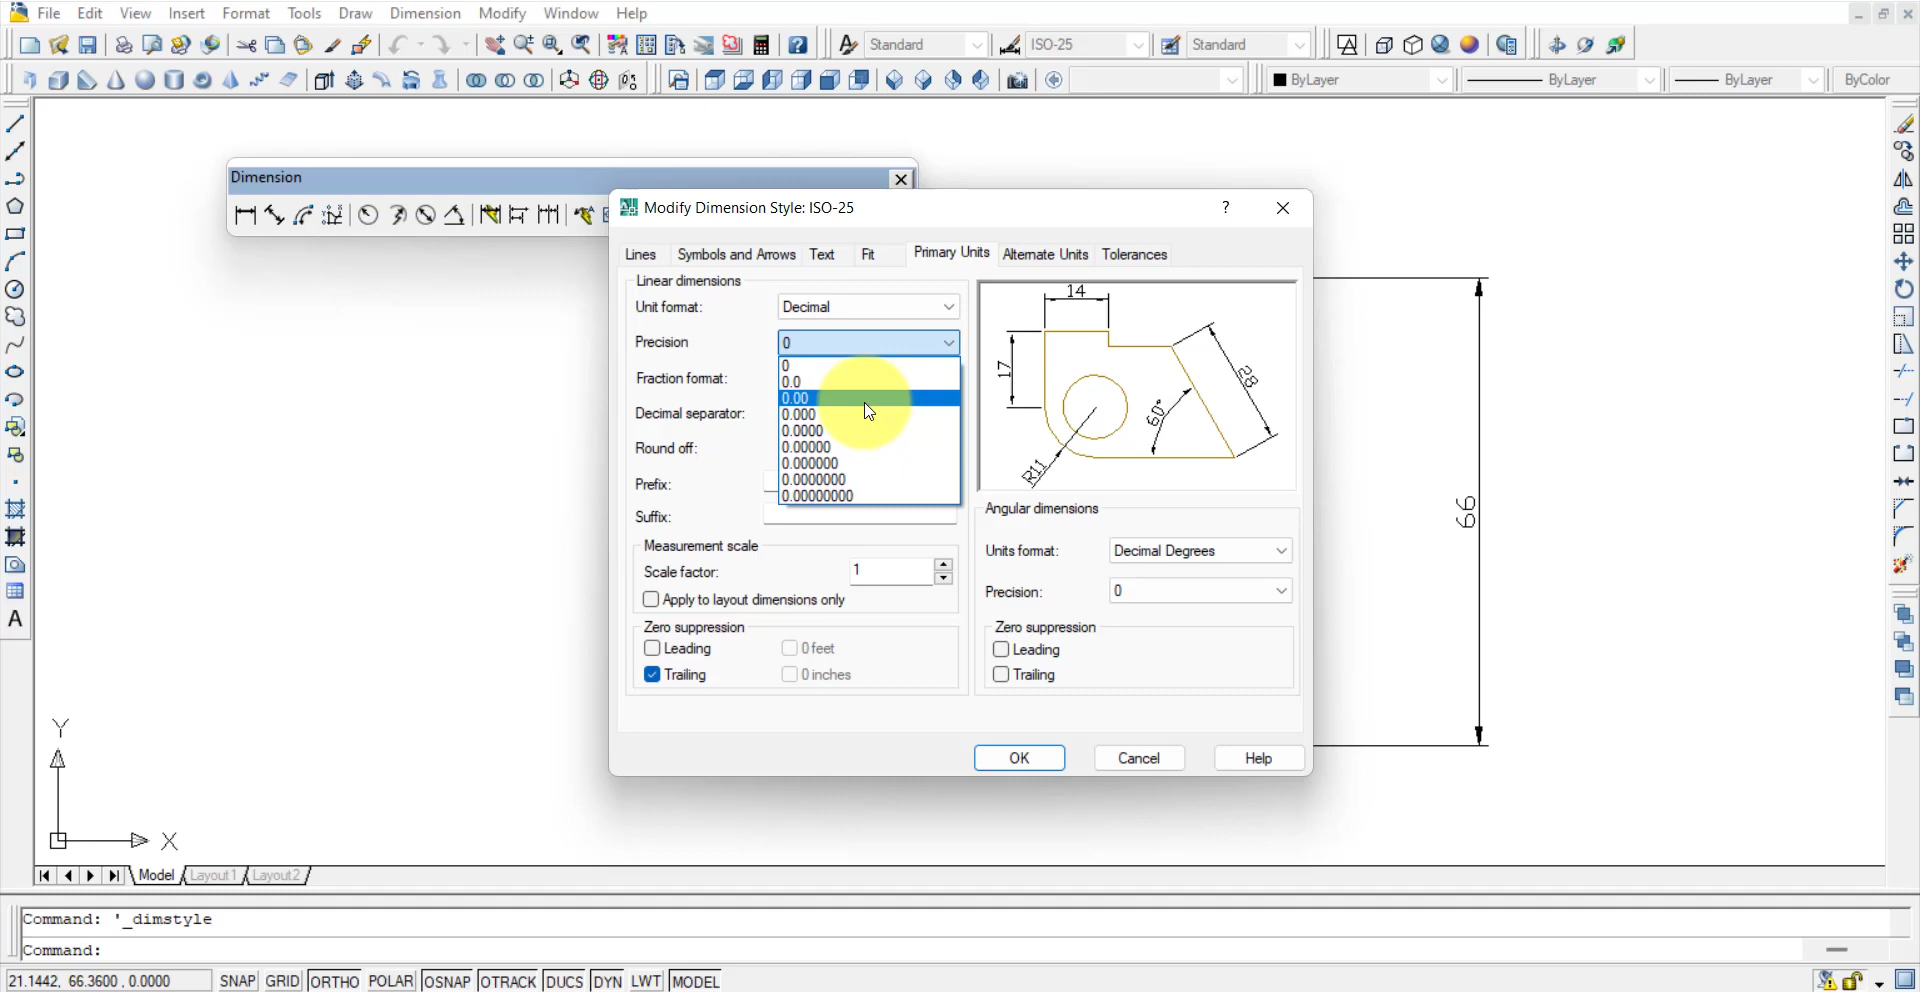 File Edit View Insert Format Tools Draw Dimension Modify Window Help
Standard ISO-25 Standard
ByLayer ByLayer ByLayer ByColor
Dimension
Modify Dimension Style: ISO-25
?
Lines Symbols and Arrows Text Fit Primary Units Alternate Units Tolerances
Linear dimensions
Unit format: Decimal
Precision 0
0
0.0
0.00
0.000
0.0000
0.00000
0.000000
0.0000000
0.00000000
Fraction format:
Decimal separator:
Round off:
Prefix:
Suffix:
Measurement scale
Scale factor: 1
Apply to layout dimensions only
Zero suppression
Leading 0 feet
Trailing 0 inches
14
17
28
60°
R11
Angular dimensions
Units format: Decimal Degrees
Precision: 0
Zero suppression
Leading
Trailing
OK Cancel Help
66
Y
X
Model Layout1 Layout2
Command: '_dimstyle
Command:
21.1442, 66.3600 , 0.0000 SNAP GRID ORTHO POLAR OSNAP OTRACK DUCS DYN LWT MODEL
A